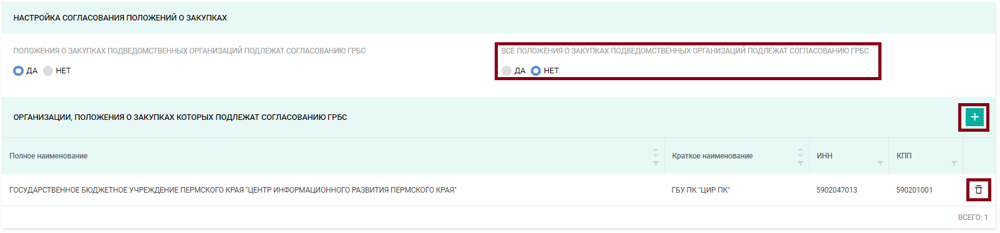 НАСТРОЙКА СОГЛАСОВАНИЯ ПОЛОЖЕНИЙ О ЗАКУПКАХ
ПОЛОЖЕНИЯ О ЗАКУПКАХ ПОДВЕДОМСТВЕННЫХ ОРГАНИЗАЦИЙ ПОДЛЕЖАТ СОГЛАСОВАНИЮ ГРБС
ДА НЕТ
ВСЕ ПОЛОЖЕНИЯ О ЗАКУПКАХ ПОДВЕДОМСТВЕННЫХ ОРГАНИЗАЦИЙ ПОДЛЕЖАТ СОГЛАСОВАНИЮ ГРБС
ДА НЕТ
ОРГАНИЗАЦИИ, ПОЛОЖЕНИЯ О ЗАКУПКАХ КОТОРЫХ ПОДЛЕЖАТ СОГЛАСОВАНИЮ ГРБС
Полное наименование Краткое наименование ИНН КПП
ГОСУДАРСТВЕННОЕ БЮДЖЕТНОЕ УЧРЕЖДЕНИЕ ПЕРМСКОГО КРАЯ "ЦЕНТР ИНФОРМАЦИОННОГО РАЗВИТИЯ ПЕРМСКОГО КРАЯ" ГБУ ПК "ЦИР ПК" 5902047013 590201001
ВСЕГО: 1